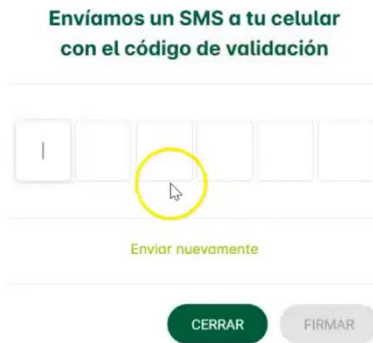 Envíamos un SMS a tu celular
con el código de validación
Enviar nuevamente
CERRAR FIRMAR